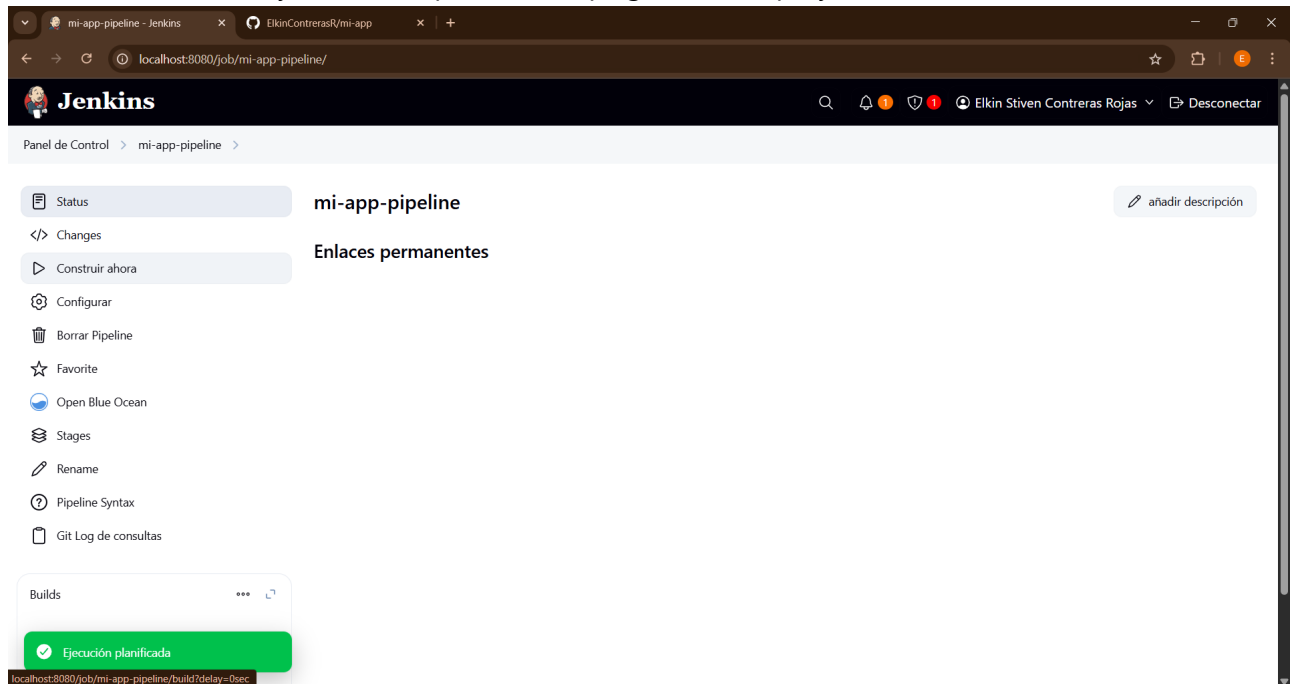 mi-app-pipeline - Jenkins
ElkinContrerasR/mi-app
localhost:8080/job/mi-app-pipeline/
E
Jenkins
1
1
Elkin Stiven Contreras Rojas
Desconectar
Panel de Control > mi-app-pipeline >
Status
mi-app-pipeline
añadir descripción
</> Changes
Enlaces permanentes
Construir ahora
Configurar
Borrar Pipeline
Favorite
Open Blue Ocean
Stages
Rename
Pipeline Syntax
Git Log de consultas
Builds
Ejecución planificada
localhost:8080/job/mi-app-pipeline/build?delay=0sec